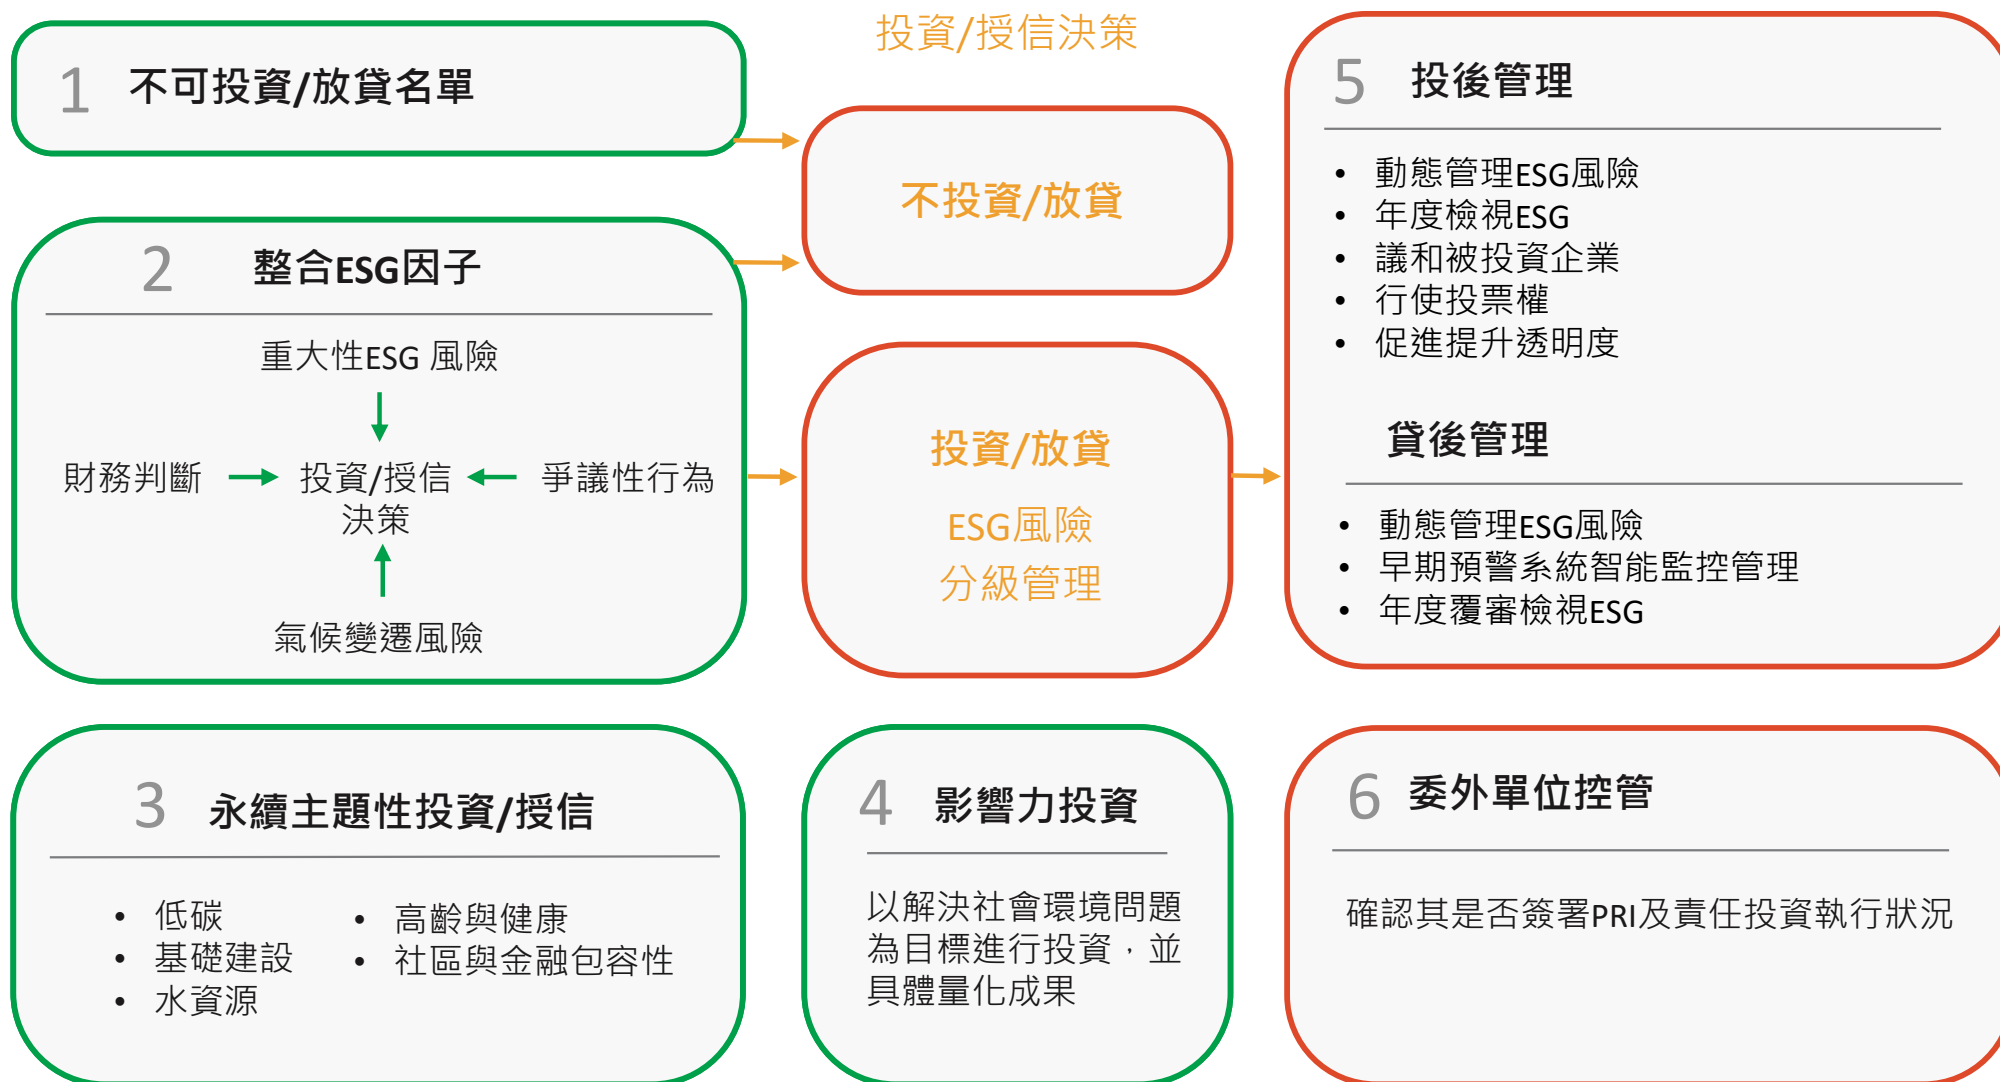 投資/授信決策
1 不可投資/放貸名單
不投資/放貸
2 整合ESG因子
重大性ESG 風險
財務判斷
投資/授信
決策
爭議性行為
氣候變遷風險
投資/放貸
ESG風險
分級管理
5 投後管理
• 動態管理ESG風險
• 年度檢視ESG
• 議和被投資企業
• 行使投票權
• 促進提升透明度
貸後管理
• 動態管理ESG風險
• 早期預警系統智能監控管理
• 年度覆審檢視ESG
3 永續主題性投資/授信
• 低碳
• 基礎建設
• 水資源
• 高齡與健康
• 社區與金融包容性
4 影響力投資
以解決社會環境問題
為目標進行投資，並
具體量化成果
6 委外單位控管
確認其是否簽署PRI及責任投資執行狀況